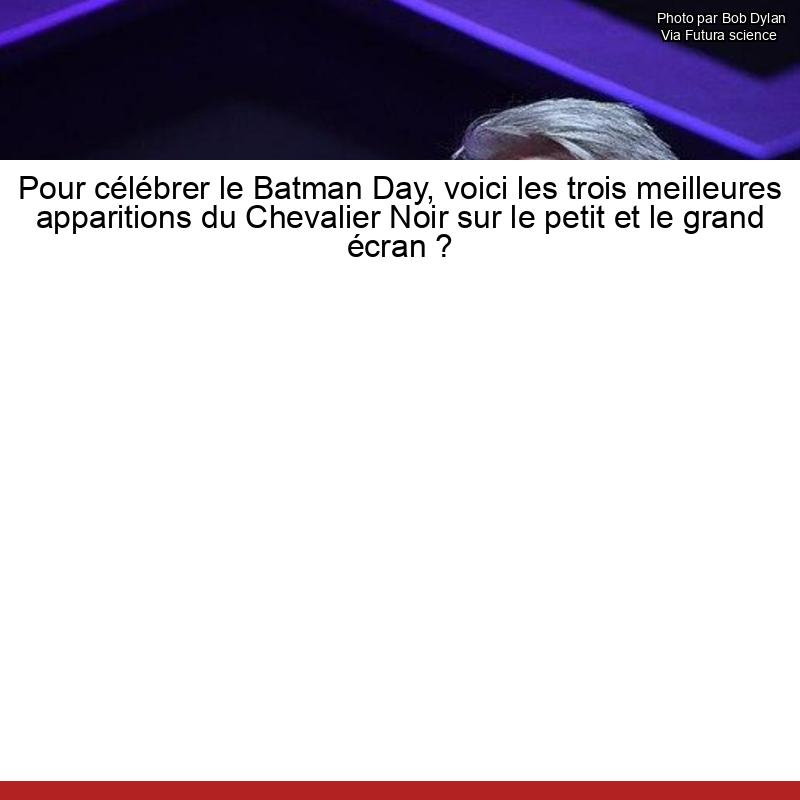 Photo par Bob Dylan
Via Futura science
Pour célébrer le Batman Day, voici les trois meilleures
apparitions du Chevalier Noir sur le petit et le grand
écran ?